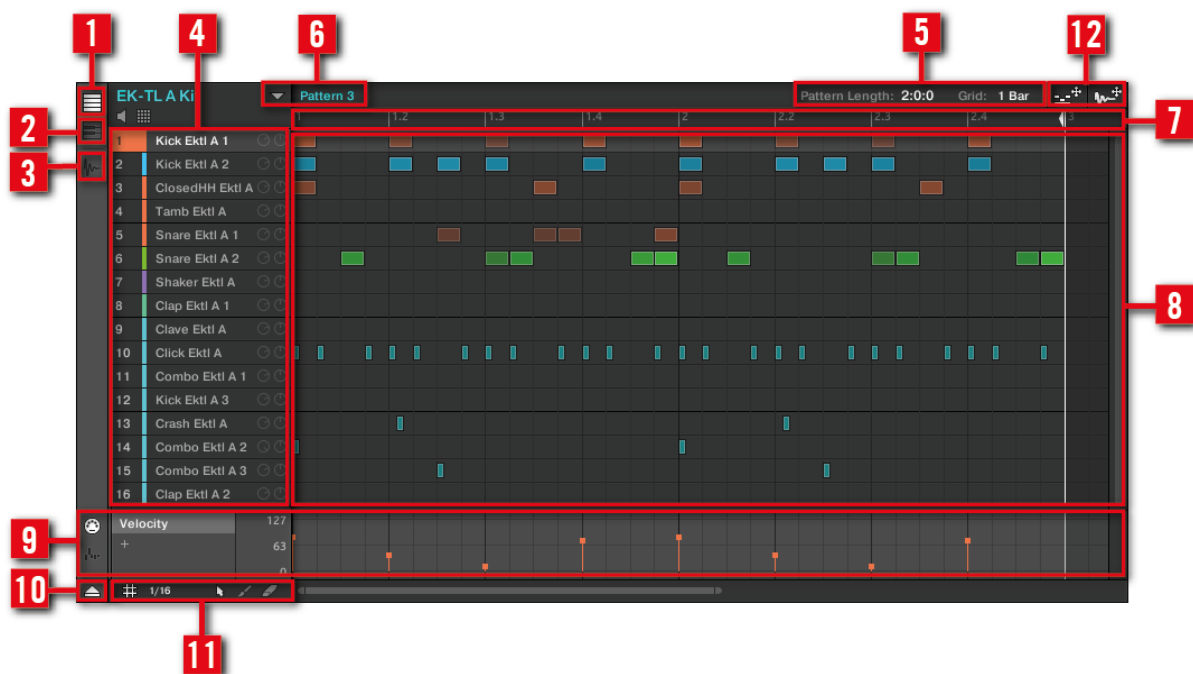 1
4
6
5
12
EK-TL A Ki
Pattern 3
Pattern Length: 2:0:0 Grid: 1 Bar
1 1.2 1.3 1.4 2 2.2 2.3 2.4 3
7
2
3
1 Kick Ektl A 1
2 Kick Ektl A 2
3 ClosedHH Ektl A
4 Tamb Ektl A
5 Snare Ektl A 1
6 Snare Ektl A 2
7 Shaker Ektl A
8 Clap Ektl A 1
8
9 Clave Ektl A
10 Click Ektl A
11 Combo Ektl A 1
12 Kick Ektl A 3
13 Crash Ektl A
14 Combo Ektl A 2
15 Combo Ektl A 3
16 Clap Ektl A 2
Velocity 127
9
+ 63
0
10
1/16
11